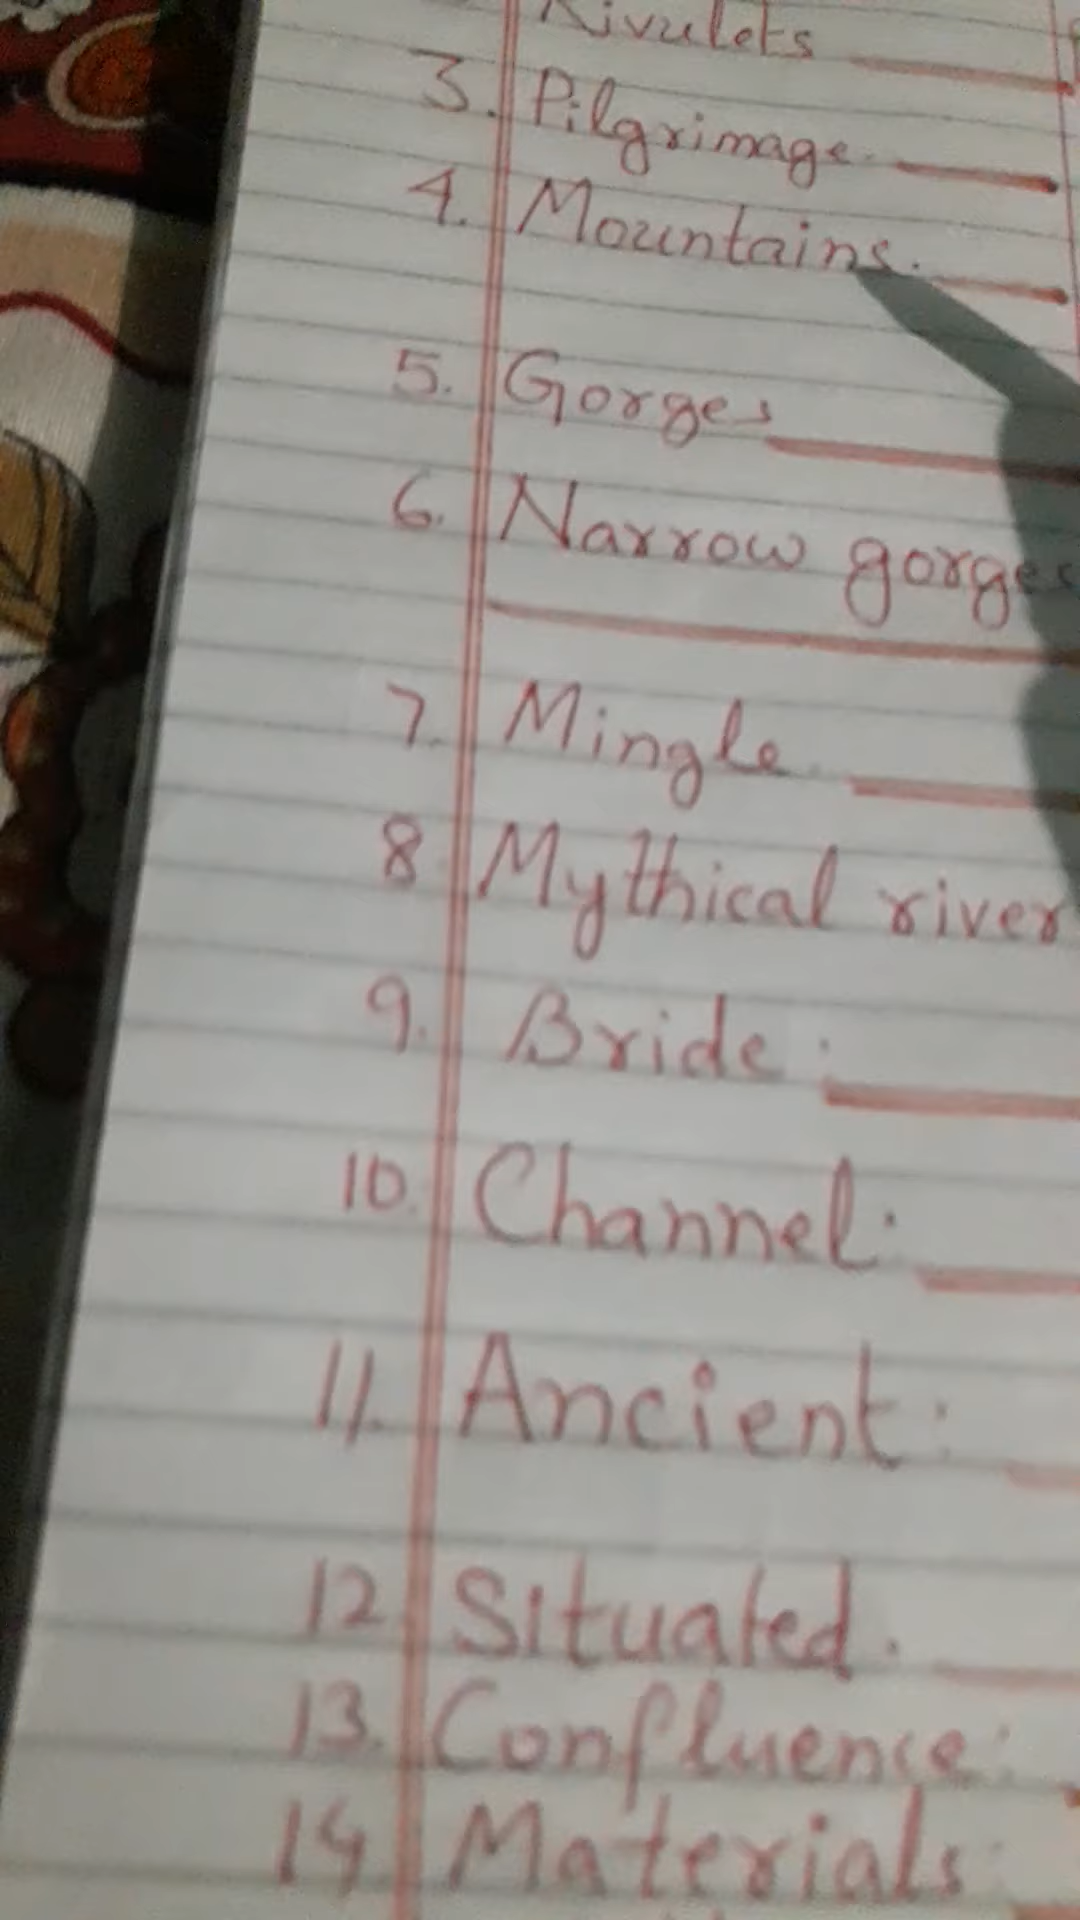 Rivulets
3. Pilgrimage
4. Mountains.
5. Gorges
6. Narrow gorges
7. Mingle
8 Mythical river
9. Bride.
10. Channel.
11. Ancient.
12 Situated.
13. Confluence.
14 Materials